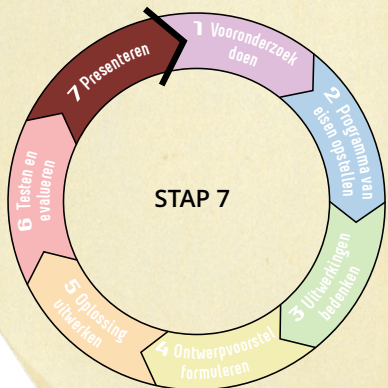 1 Vooronderzoek
doen
2 Programma van
eisen opstellen
3 Uitwerkingen
bedenken
4 Ontwerpvoorstel
formuleren
5 Oplossing
uitwerken
6 Testen en
evalueren
7 Presenteren
STAP 7